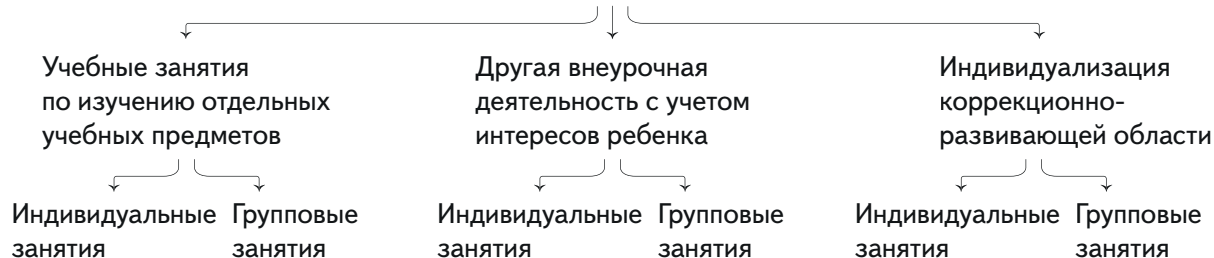 Учебные занятия
по изучению отдельных
учебных предметов
Другая внеурочная
деятельность с учетом
интересов ребенка
Индивидуализация
коррекционно-
развивающей области
Индивидуальные
занятия
Групповые
занятия
Индивидуальные
занятия
Групповые
занятия
Индивидуальные
занятия
Групповые
занятия